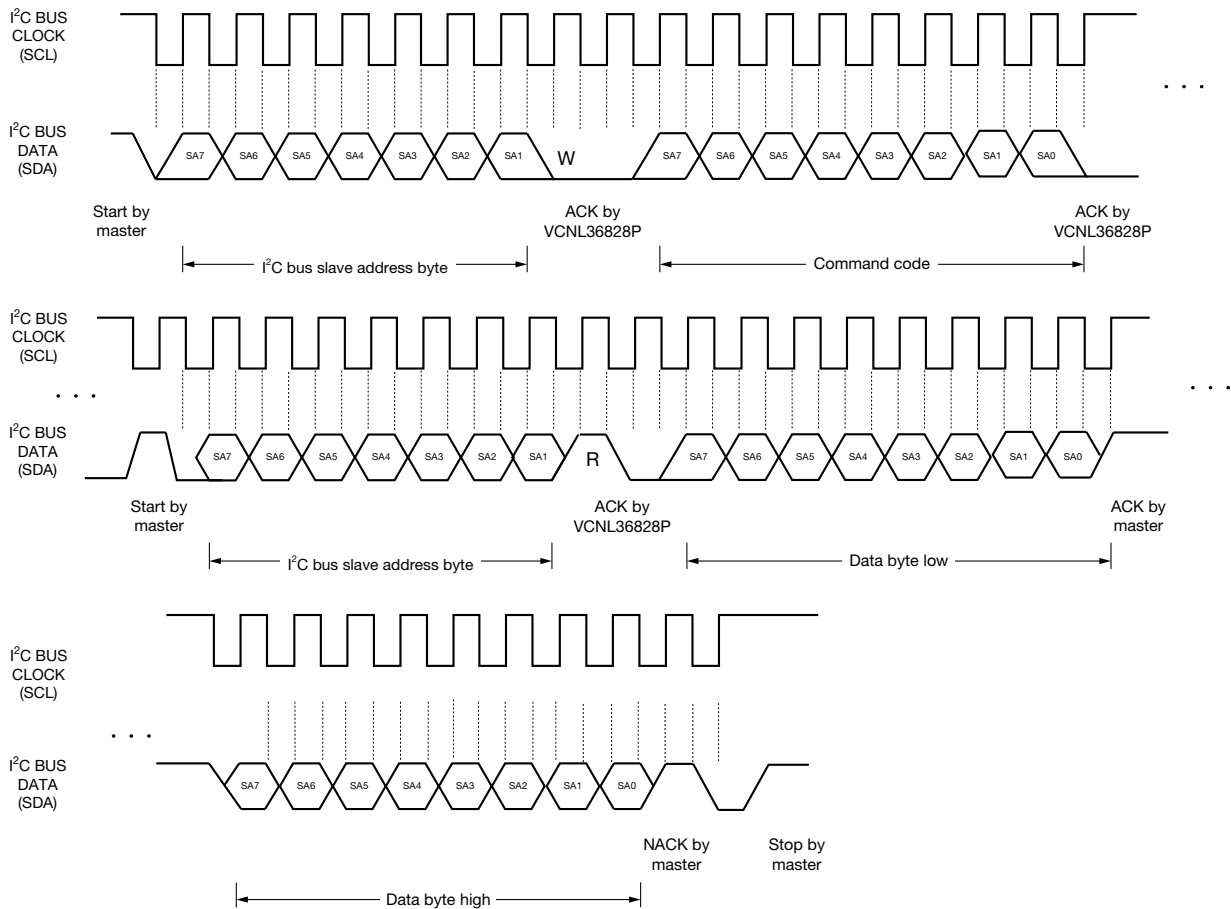 I²C BUS
CLOCK
(SCL)
. . .
I²C BUS
DATA
(SDA)
SA7 SA6 SA5 SA4 SA3 SA2 SA1 W SA7 SA6 SA5 SA4 SA3 SA2 SA1 SA0
Start by
master
ACK by
VCNL36828P
ACK by
VCNL36828P
I²C bus slave address byte
Command code
I²C BUS
CLOCK
(SCL)
. . .
. . .
I²C BUS
DATA
(SDA)
SA7 SA6 SA5 SA4 SA3 SA2 SA1 R SA7 SA6 SA5 SA4 SA3 SA2 SA1 SA0
Start by
master
ACK by
VCNL36828P
ACK by
master
I²C bus slave address byte
Data byte low
I²C BUS
CLOCK
(SCL)
. . .
I²C BUS
DATA
(SDA)
SA7 SA6 SA5 SA4 SA3 SA2 SA1 SA0
NACK by
master
Stop by
master
Data byte high